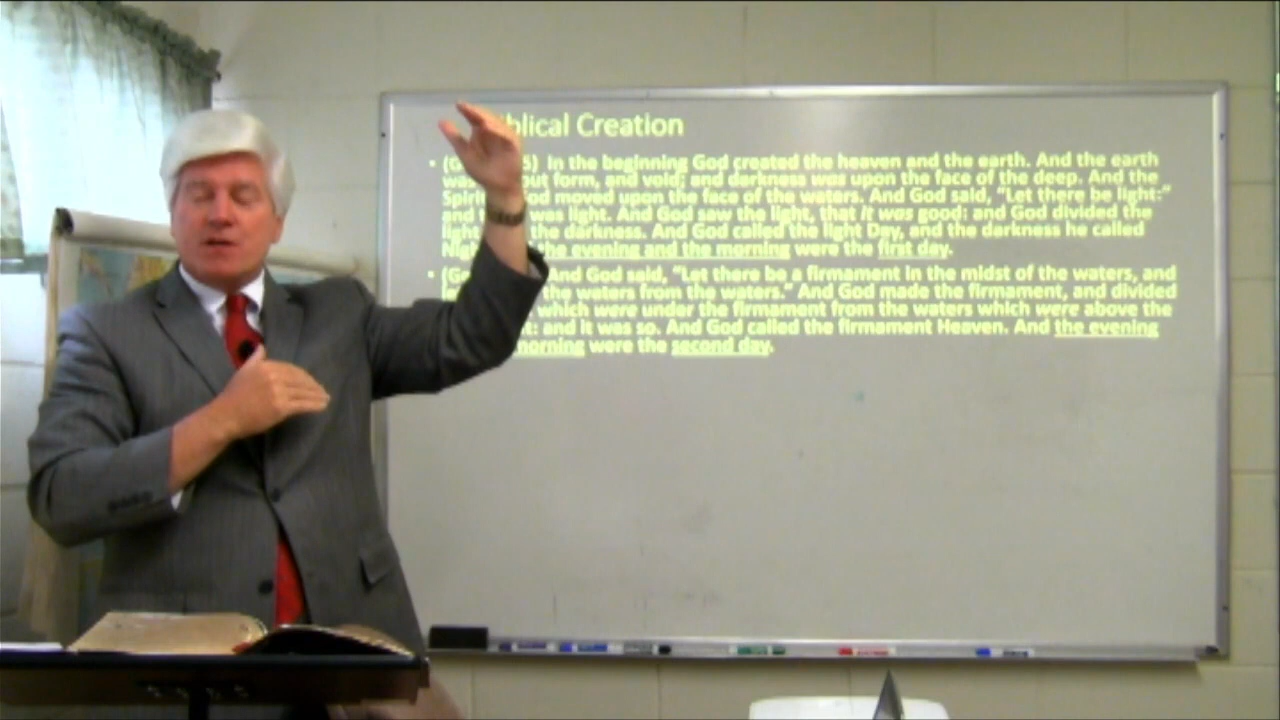 blical Creation
• (G 5) In the beginning God created the heaven and the earth. And the earth
was out form, and void; and darkness was upon the face of the deep. And the
Spiri od moved upon the face of the waters. And God said, “Let there be light:”
and was light. And God saw the light, that it was good: and God divided the
light the darkness. And God called the light Day, and the darkness he called
Nigh the evening and the morning were the first day.
• (Ge and God said, “Let there be a firmament in the midst of the waters, and
the waters from the waters.” And God made the firmament, and divided
which were under the firmament from the waters which were above the
t: and it was so. And God called the firmament Heaven. And the evening
morning were the second day.